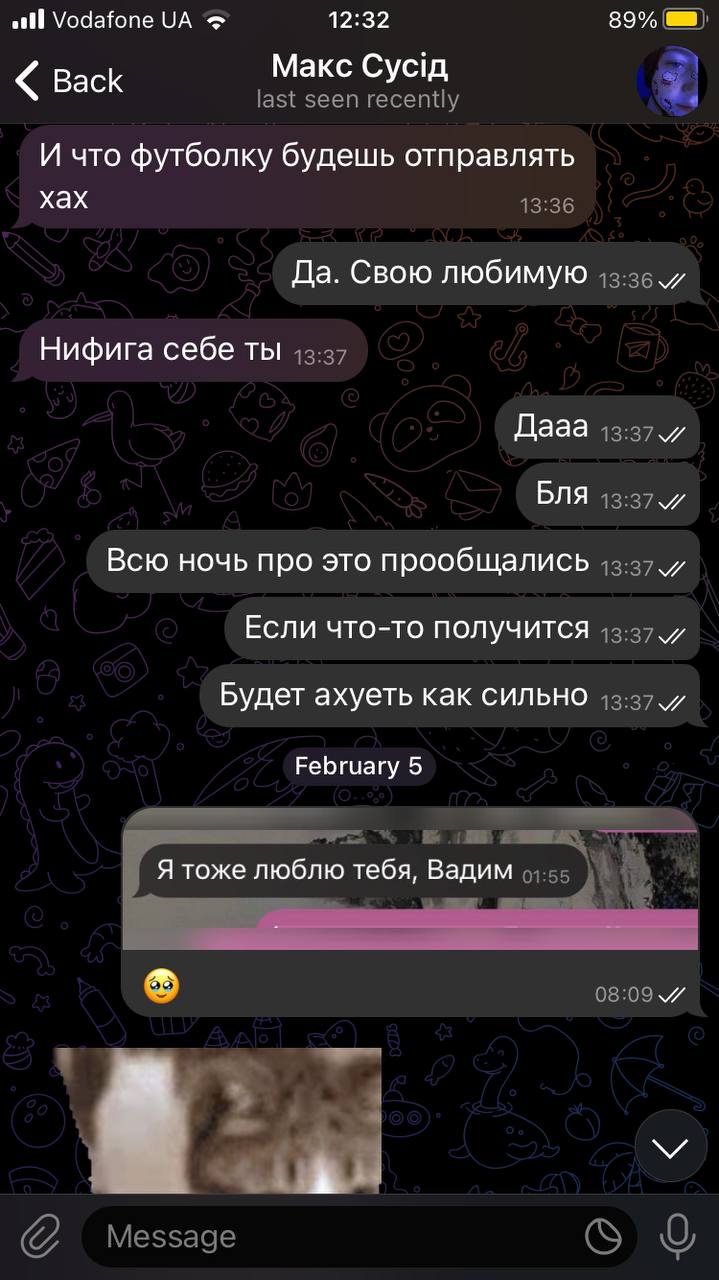 Vodafone UA
12:32
89%
Back
Макс Сусід
last seen recently
И что футболку будешь отправлять
хах
13:36
Да. Свою любимую 13:36
Нифига себе ты 13:37
Дааа 13:37
Бля 13:37
Всю ночь про это прообщались 13:37
Если что-то получится 13:37
Будет ахуеть как сильно 13:37
February 5
Я тоже люблю тебя, Вадим 01:55
08:09
Message